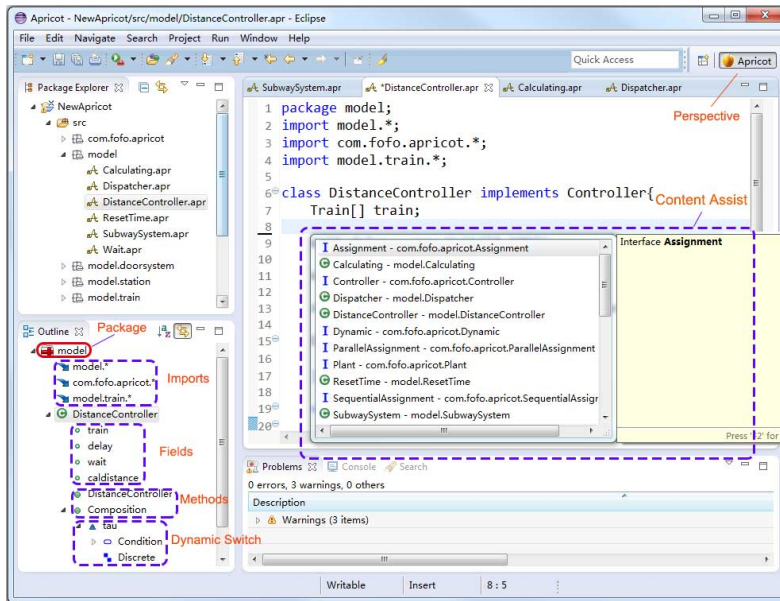 Apricot - NewApricot/src/model/DistanceController.apr - Eclipse
File Edit Navigate Search Project Run Window Help
Quick Access
Apricot
Perspective
Package Explorer
NewApricot
src
com.fofo.apricot
model
Calculating.apr
Dispatcher.apr
DistanceController.apr
ResetTime.apr
SubwaySystem.apr
Wait.apr
model.doorsystem
model.station
model.train
SubwaySystem.apr *DistanceController.apr Calculating.apr Dispatcher.apr
1 package model;
2 import model.*;
3 import com.fofo.apricot.*;
4 import model.train.*;
5
6 class DistanceController implements Controller{
7 Train[] train;
8
9
10
11
12
13
14
15
16
17
18
19
20
Content Assist
I Assignment - com.fofo.apricot.Assignment
C Calculating - model.Calculating
I Controller - com.fofo.apricot.Controller
C Dispatcher - model.Dispatcher
C DistanceController - model.DistanceController
I Dynamic - com.fofo.apricot.Dynamic
I ParallelAssignment - com.fofo.apricot.ParallelAssignment
I Plant - com.fofo.apricot.Plant
C ResetTime - model.ResetTime
I SequentialAssignment - com.fofo.apricot.SequentialAssigr
C SubwaySystem - model.SubwaySystem
Interface Assignment
Press 'F2' for
Outline
Package
model
model.*
com.fofo.apricot.*
model.train.*
Imports
DistanceController
train
delay
wait
caldistance
Fields
DistanceController
Composition
Methods
tau
Condition
Discrete
Dynamic Switch
Problems Console Search
0 errors, 3 warnings, 0 others
Description
Warnings (3 items)
Writable Insert 8 : 5